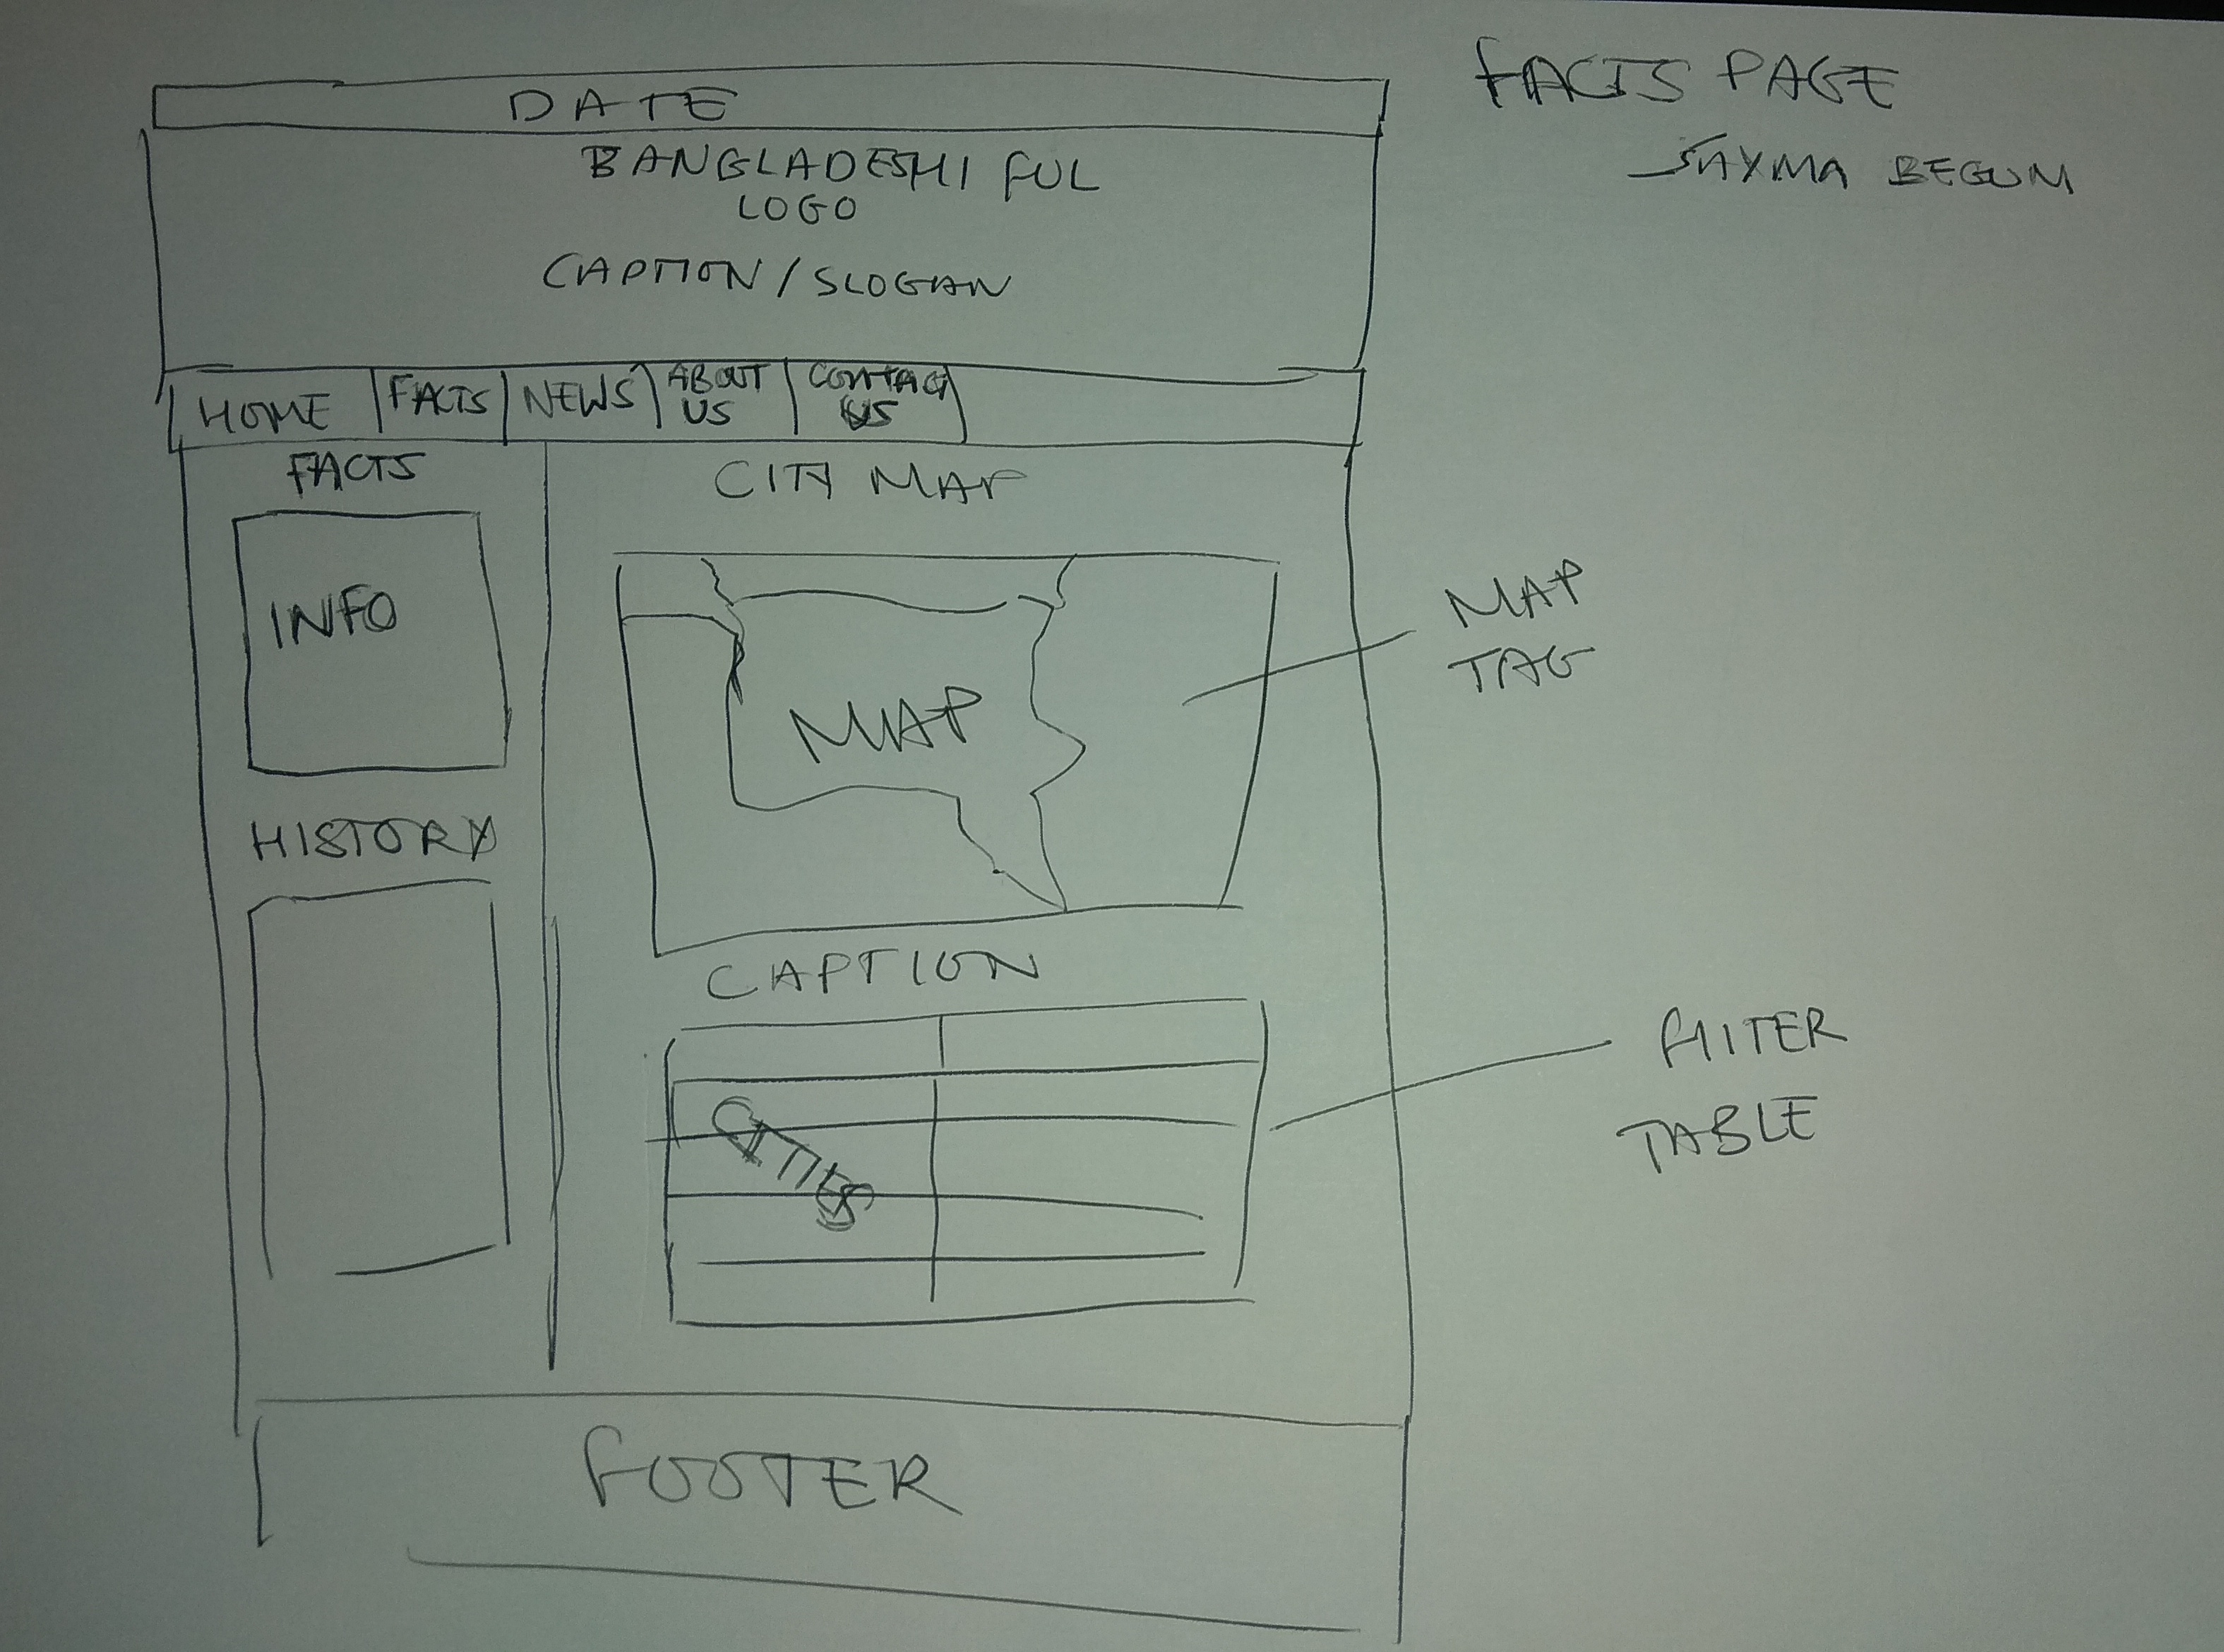 FACTS PAGE
SAYMA BEGUM
DATE
BANGLADESHI FUL
LOGO
CAPTION / SLOGAN
HOME
FACTS
NEWS
ABOUT
US
CONTACT
US
FACTS
INFO
HISTORY
CITY MAP
MAP
MAP
TAG
CAPTION
CITIES
FILTER
TABLE
FOOTER